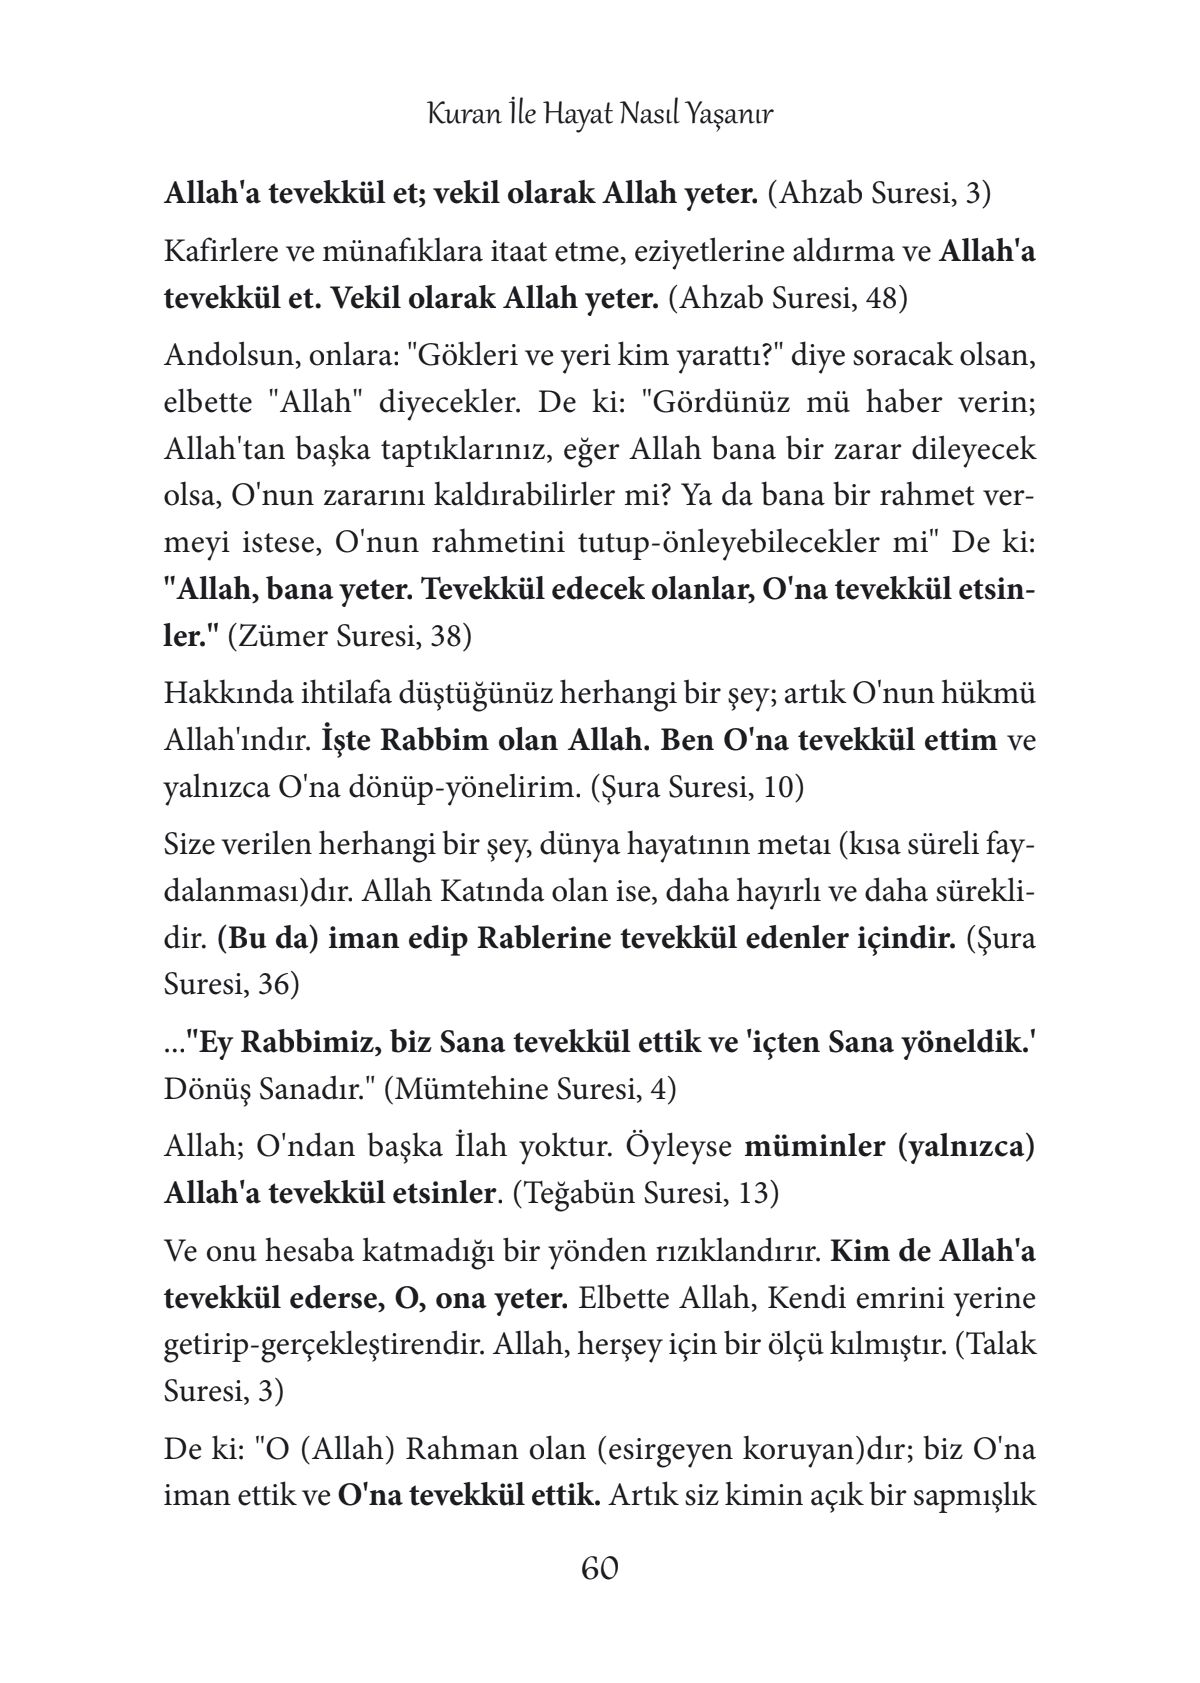 Kuran İle Hayat Nasıl Yaşanır
Allah'a tevekkül et; vekil olarak Allah yeter. (Ahzab Suresi, 3)
Kafirlere ve münafıklara itaat etme, eziyetlerine aldırma ve Allah'a
tevekkül et. Vekil olarak Allah yeter. (Ahzab Suresi, 48)
Andolsun, onlara: "Gökleri ve yeri kim yarattı?" diye soracak olsan,
elbette "Allah" diyecekler. De ki: "Gördünüz mü haber verin;
Allah'tan başka taptıklarınız, eğer Allah bana bir zarar dileyecek
olsa, O'nun zararını kaldırabilirler mi? Ya da bana bir rahmet ver-
meyi istese, O'nun rahmetini tutup-önleyebilecekler mi" De ki:
"Allah, bana yeter. Tevekkül edecek olanlar, O'na tevekkül etsin-
ler." (Zümer Suresi, 38)
Hakkında ihtilafa düştüğünüz herhangi bir şey; artık O'nun hükmü
Allah'ındır. İşte Rabbim olan Allah. Ben O'na tevekkül ettim ve
yalnızca O'na dönüp-yönelirim. (Şura Suresi, 10)
Size verilen herhangi bir şey, dünya hayatının metaı (kısa süreli fay-
dalanması)dır. Allah Katında olan ise, daha hayırlı ve daha sürekli-
dir. (Bu da) iman edip Rablerine tevekkül edenler içindir. (Şura
Suresi, 36)
..."Ey Rabbimiz, biz Sana tevekkül ettik ve 'içten Sana yöneldik.'
Dönüş Sanadır." (Mümtehine Suresi, 4)
Allah; O'ndan başka İlah yoktur. Öyleyse müminler (yalnızca)
Allah'a tevekkül etsinler. (Teğabün Suresi, 13)
Ve onu hesaba katmadığı bir yönden rızıklandırır. Kim de Allah'a
tevekkül ederse, O, ona yeter. Elbette Allah, Kendi emrini yerine
getirip-gerçekleştirendir. Allah, herşey için bir ölçü kılmıştır. (Talak
Suresi, 3)
De ki: "O (Allah) Rahman olan (esirgeyen koruyan)dır; biz O'na
iman ettik ve O'na tevekkül ettik. Artık siz kimin açık bir sapmışlık
60